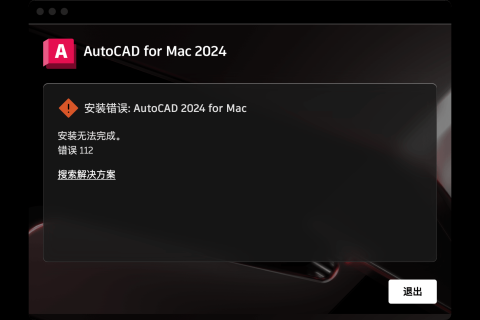 A
AutoCAD for Mac 2024
安装错误: AutoCAD 2024 for Mac
安装无法完成。
错误 112
搜索解决方案
退出